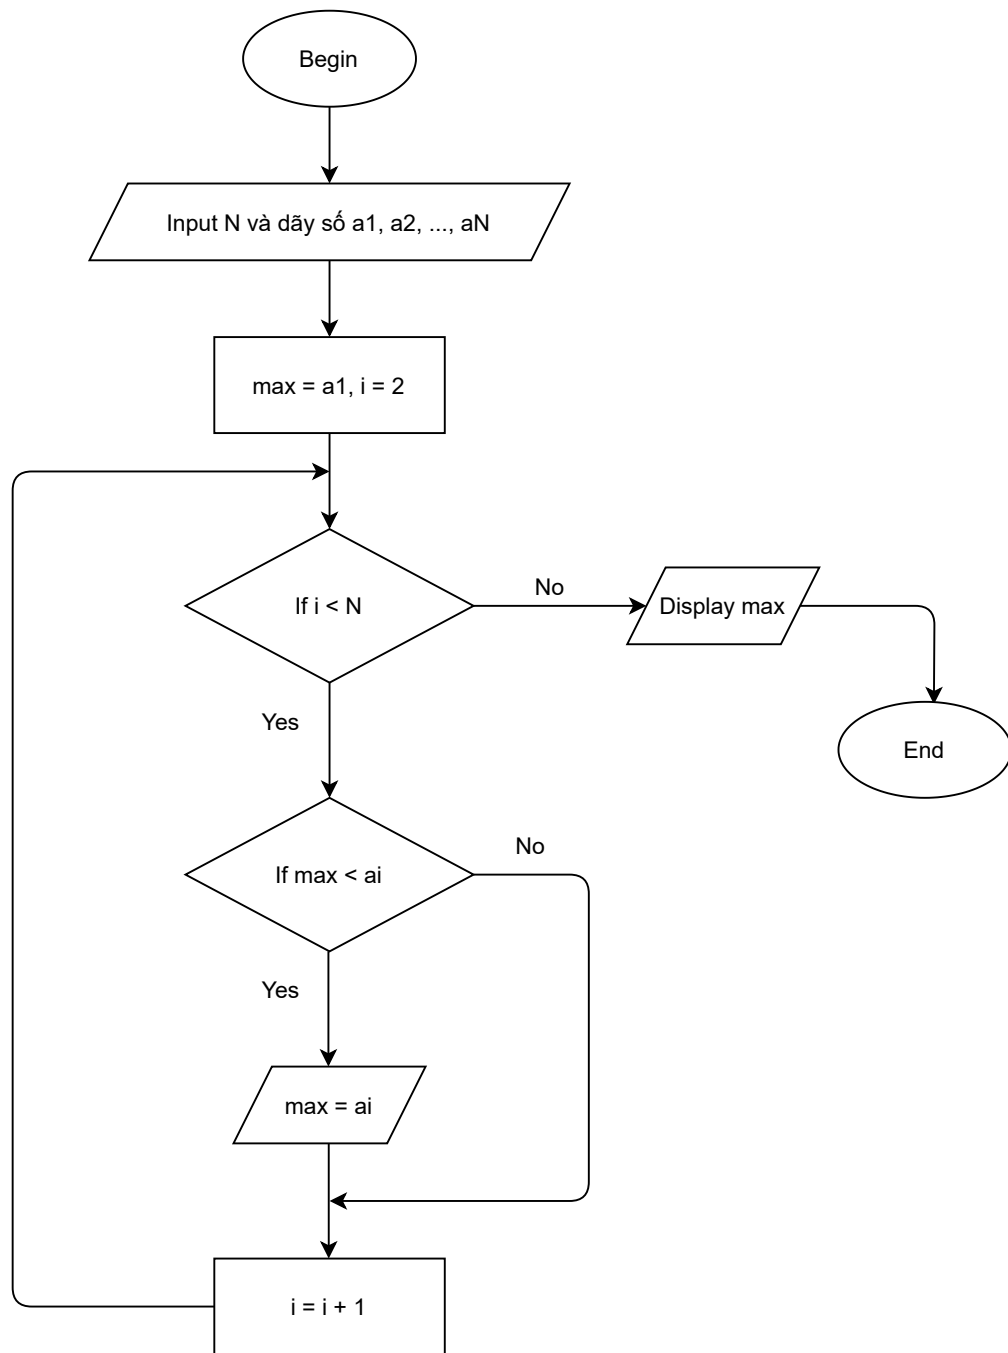 Begin
Input N và dãy số a1, a2, ..., aN
max = a1, i = 2
If i < N
No
Display max
End
Yes
If max < ai
No
Yes
max = ai
i = i + 1